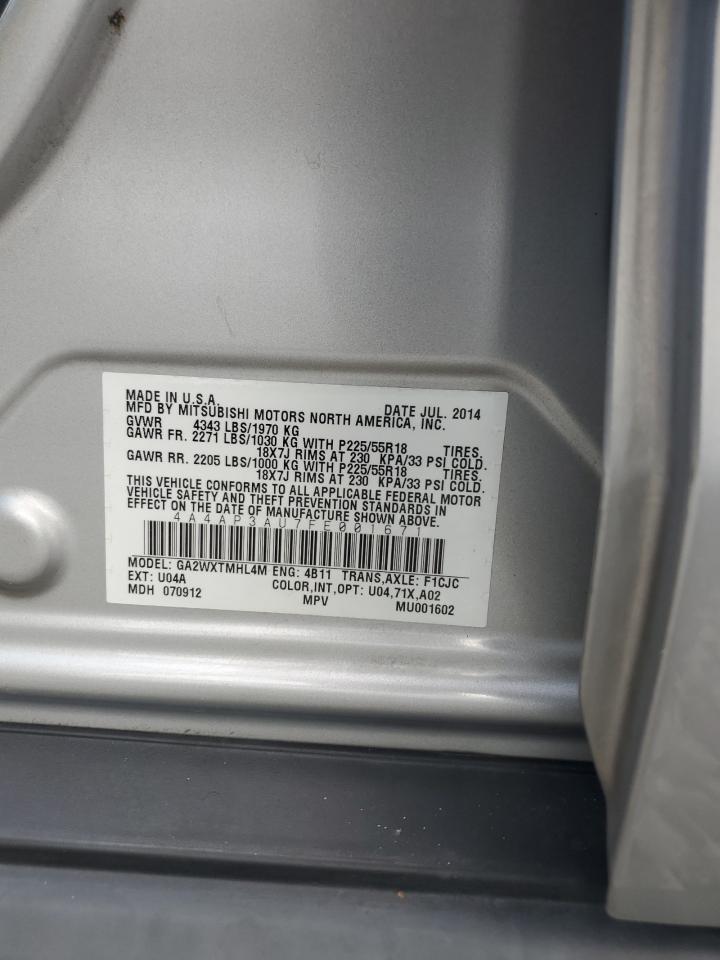 MADE IN U.S.A. DATE JUL. 2014
MFD BY MITSUBISHI MOTORS NORTH AMERICA, INC.
GVWR 4343 LBS/1970 KG
GAWR FR. 2271 LBS/1030 KG WITH P225/55R18 TIRES.
18X7J RIMS AT 230 KPA/33 PSI COLD.
GAWR RR. 2205 LBS/1000 KG WITH P225/55R18 TIRES.
18X7J RIMS AT 230 KPA/33 PSI COLD.
THIS VEHICLE CONFORMS TO ALL APPLICABLE FEDERAL MOTOR
VEHICLE SAFETY AND THEFT PREVENTION STANDARDS IN
EFFECT ON THE DATE OF MANUFACTURE SHOWN ABOVE.
4A4AP3AU7FE001671
MODEL: GA2WXTMHL4M ENG: 4B11 TRANS,AXLE: F1CJC
EXT: U04A COLOR,INT,OPT: U04,71X,A02
MDH 070912 MPV MU001602